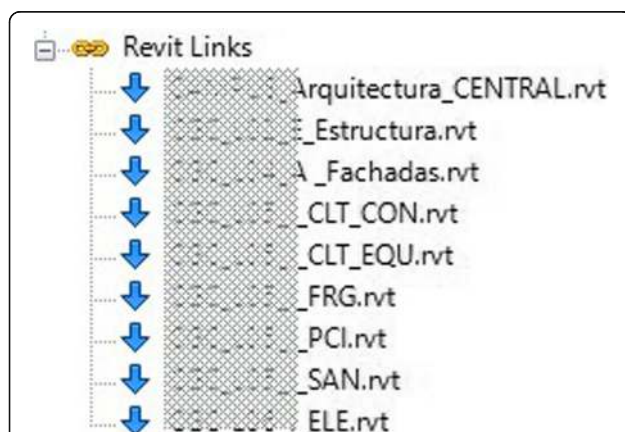 Revit Links
Arquitectura_CENTRAL.rvt
E_Estructura.rvt
A _Fachadas.rvt
_CLT_CON.rvt
_CLT_EQU.rvt
_FRG.rvt
_PCI.rvt
_SAN.rvt
ELE.rvt